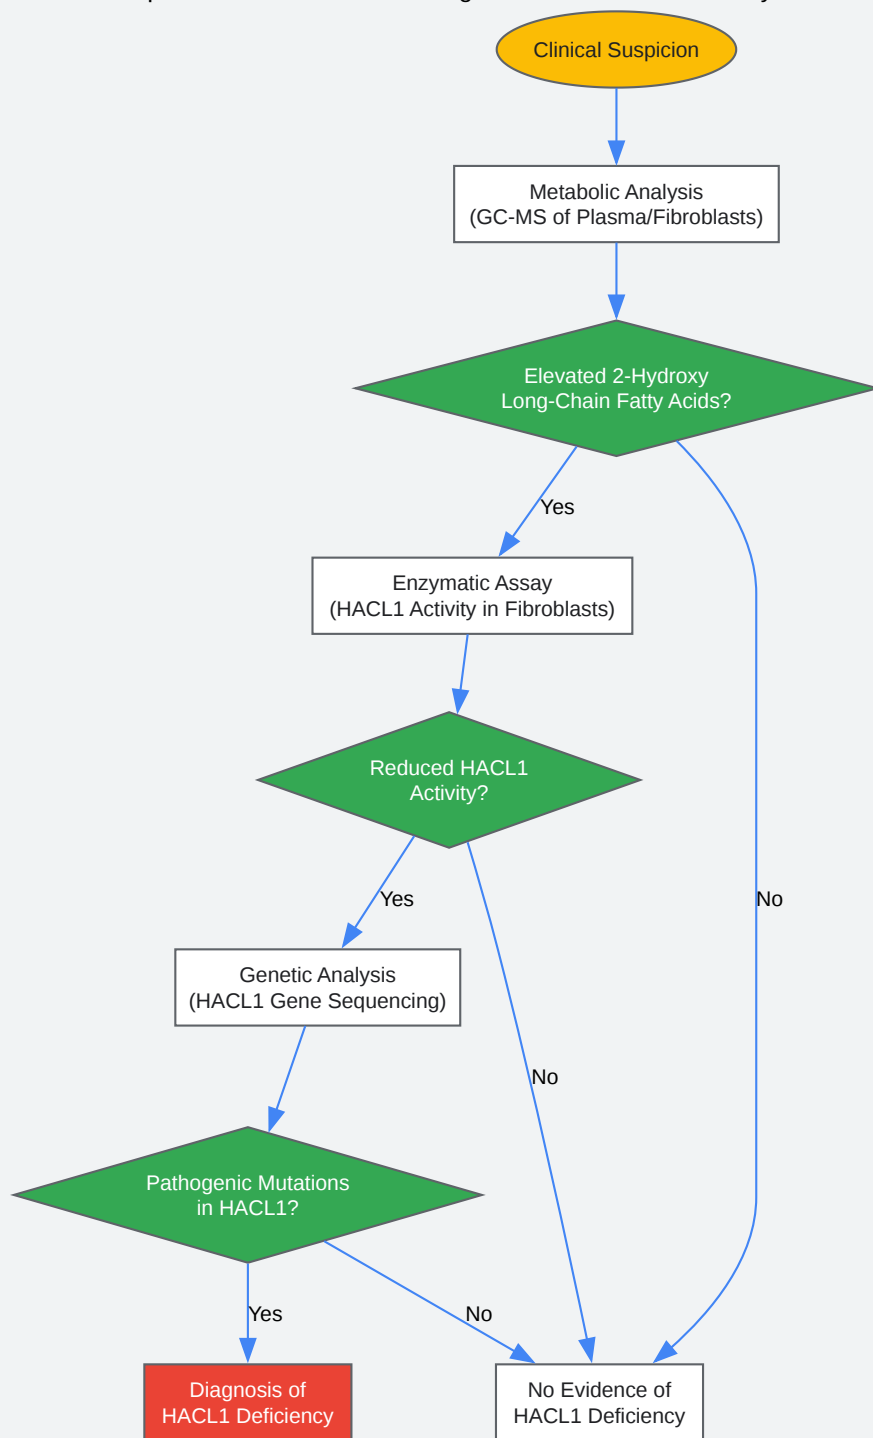 Clinical Suspicion
Metabolic Analysis
(GC-MS of Plasma/Fibroblasts)
Elevated 2-Hydroxy
Long-Chain Fatty Acids?
Yes
Enzymatic Assay
(HACL1 Activity in Fibroblasts)
Reduced HACL1
Activity?
Yes
No
Genetic Analysis
(HACL1 Gene Sequencing)
No
Pathogenic Mutations
in HACL1?
Yes
No
Diagnosis of
HACL1 Deficiency
No Evidence of
HACL1 Deficiency